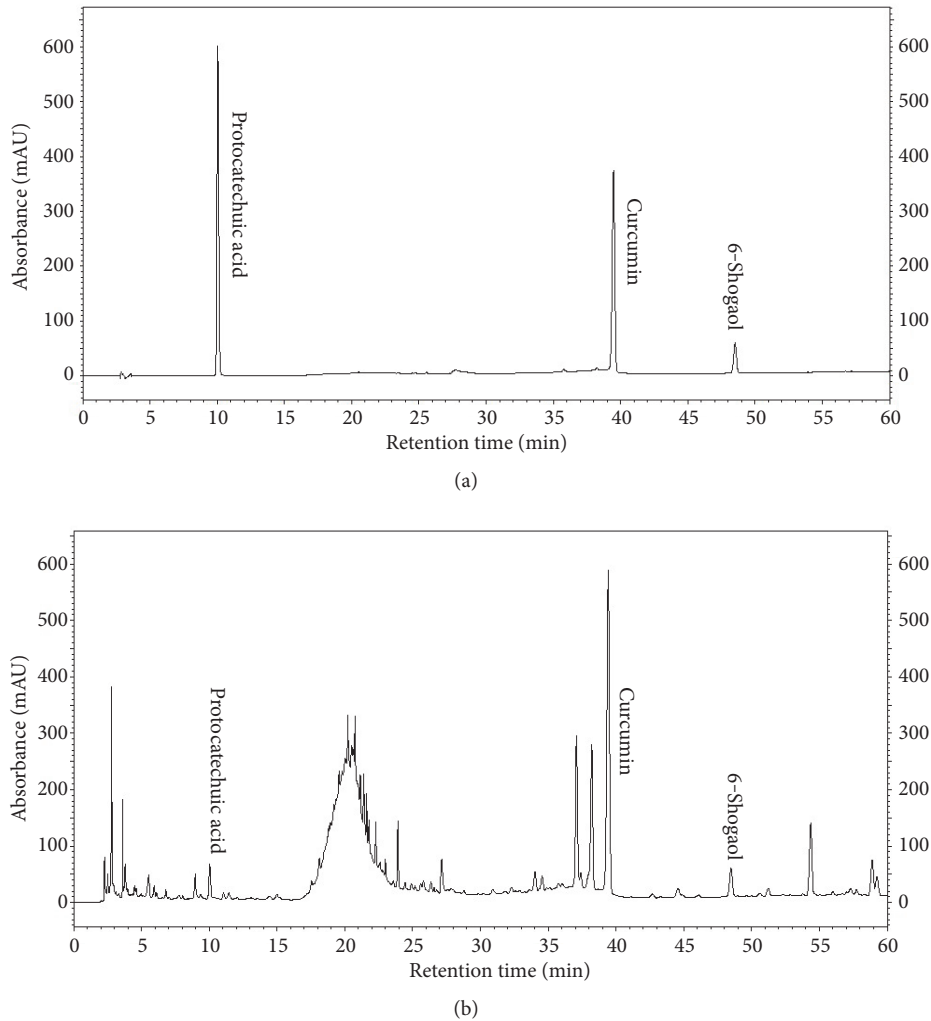 600
500
400
300
200
100
0
600
500
400
300
200
100
0
Absorbance (mAU)
Protocatechuic acid
Curcumin
6-Shogaol
0 5 10 15 20 25 30 35 40 45 50 55 60
Retention time (min)
(a)
600
500
400
300
200
100
0
600
500
400
300
200
100
0
Absorbance (mAU)
Protocatechuic acid
Curcumin
6-Shogaol
0 5 10 15 20 25 30 35 40 45 50 55 60
Retention time (min)
(b)